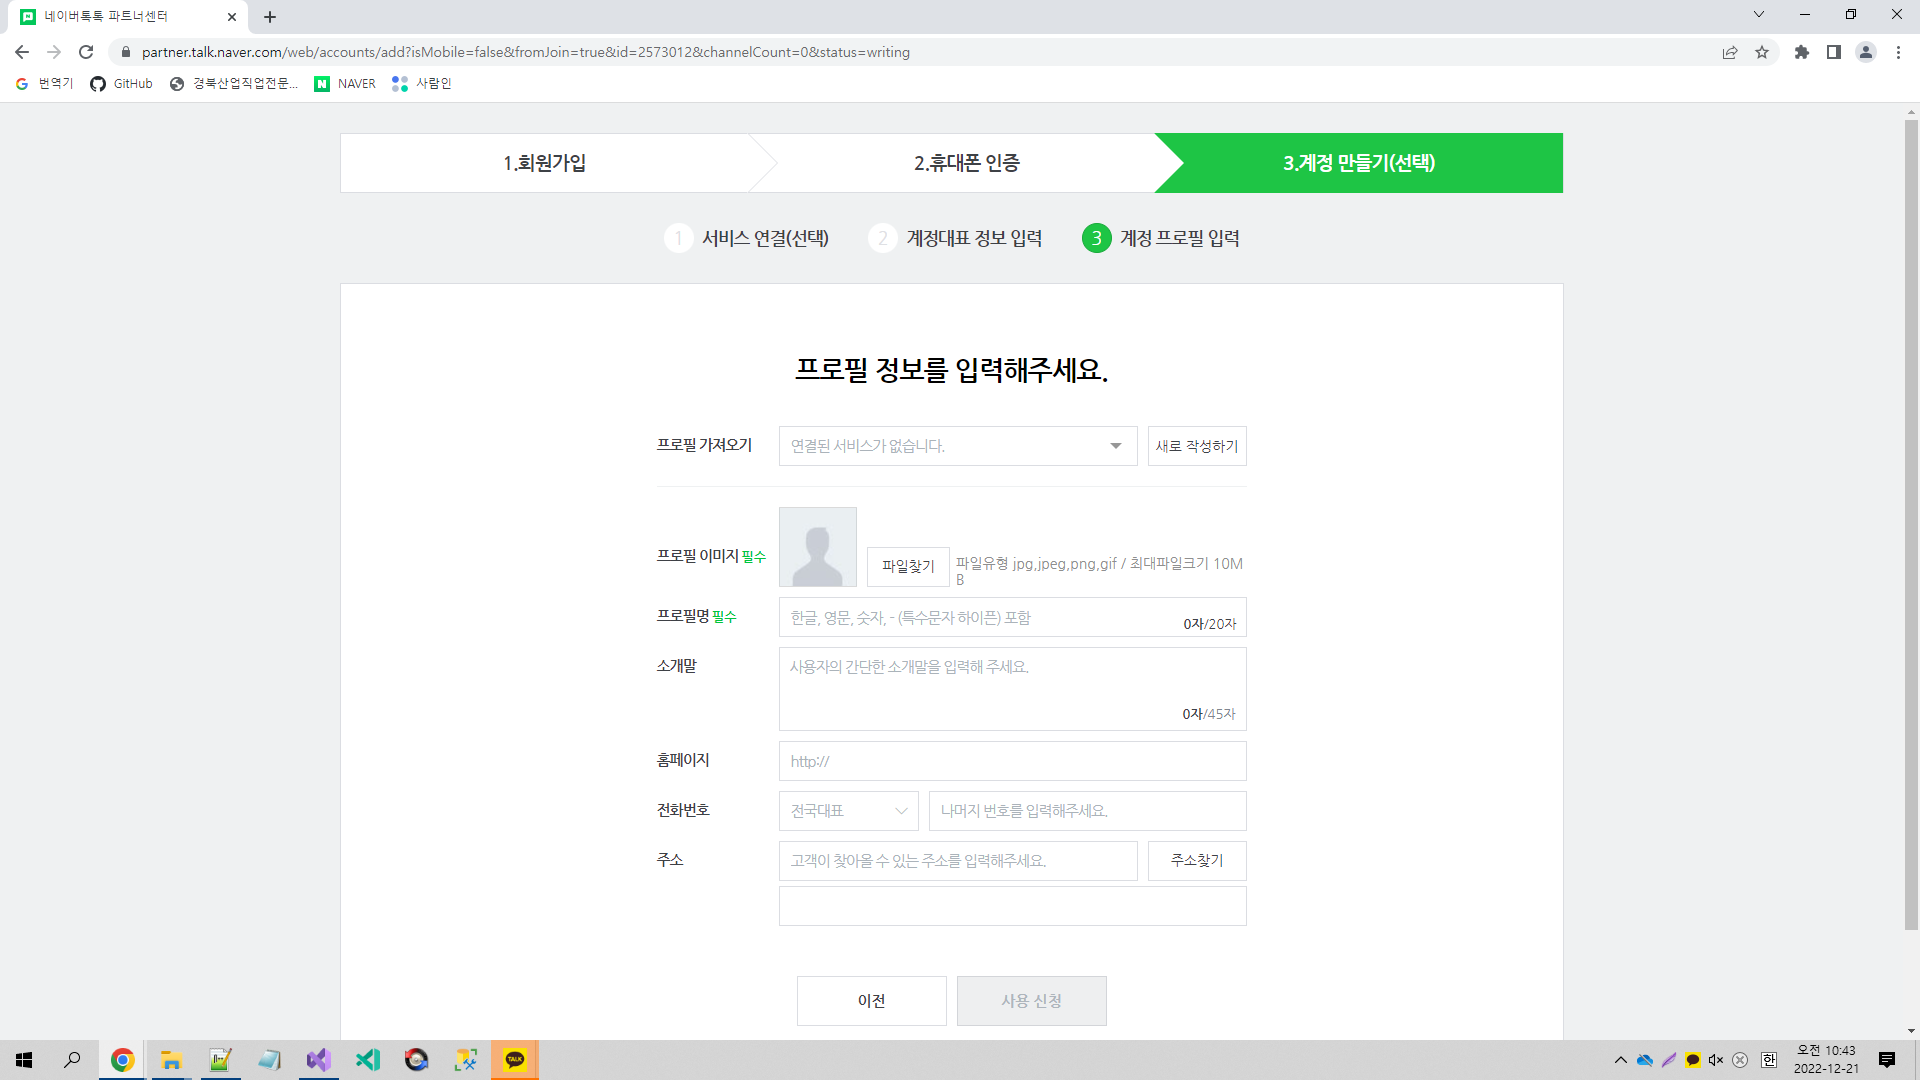 네이버톡톡 파트너센터
partner.talk.naver.com/web/accounts/add?isMobile=false&fromJoin=true&id=2573012&channelCount=0&status=writing
번역기 GitHub 경북산업직업전문... NAVER 사람인
1.회원가입 2.휴대폰 인증 3.계정 만들기(선택)
1 서비스 연결(선택) 2 계정대표 정보 입력 3 계정 프로필 입력
프로필 정보를 입력해주세요.
프로필 가져오기 연결된 서비스가 없습니다. 새로 작성하기
프로필 이미지 필수 파일찾기 파일유형 jpg,jpeg,png,gif / 최대파일크기 10M
B
프로필명 필수 한글, 영문, 숫자, - (특수문자 하이픈) 포함 0자/20자
소개말 사용자의 간단한 소개말을 입력해 주세요.
0자/45자
홈페이지 http://
전화번호 전국대표 나머지 번호를 입력해주세요.
주소 고객이 찾아올 수 있는 주소를 입력해주세요. 주소찾기
이전 사용 신청
TALK
한
오전 10:43
2022-12-21